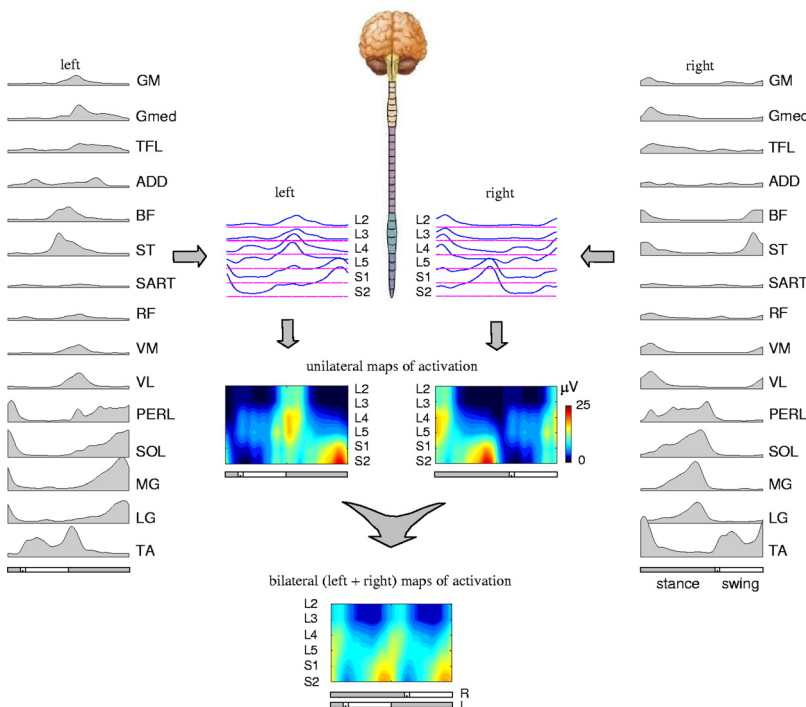 left
GM
Gmed
TFL
ADD
BF
ST
SART
RF
VM
VL
PERL
SOL
MG
LG
TA
left
right
L2
L3
L4
L5
S1
S2
L2
L3
L4
L5
S1
S2
unilateral maps of activation
L2
L3
L4
L5
S1
S2
L2
L3
L4
L5
S1
S2
µV
25
0
bilateral (left + right) maps of activation
L2
L3
L4
L5
S1
S2
R
right
GM
Gmed
TFL
ADD
BF
ST
SART
RF
VM
VL
PERL
SOL
MG
LG
TA
stance swing